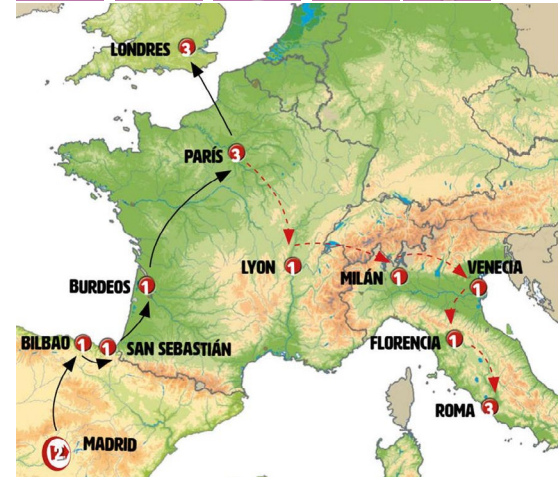 LONDRES 3
PARÍS 3
LYON 1
MILÁN 1
VENECIA 1
BURDEOS 1
BILBAO 1
1 SAN SEBASTIÁN
FLORENCIA 1
ROMA 3
MADRID